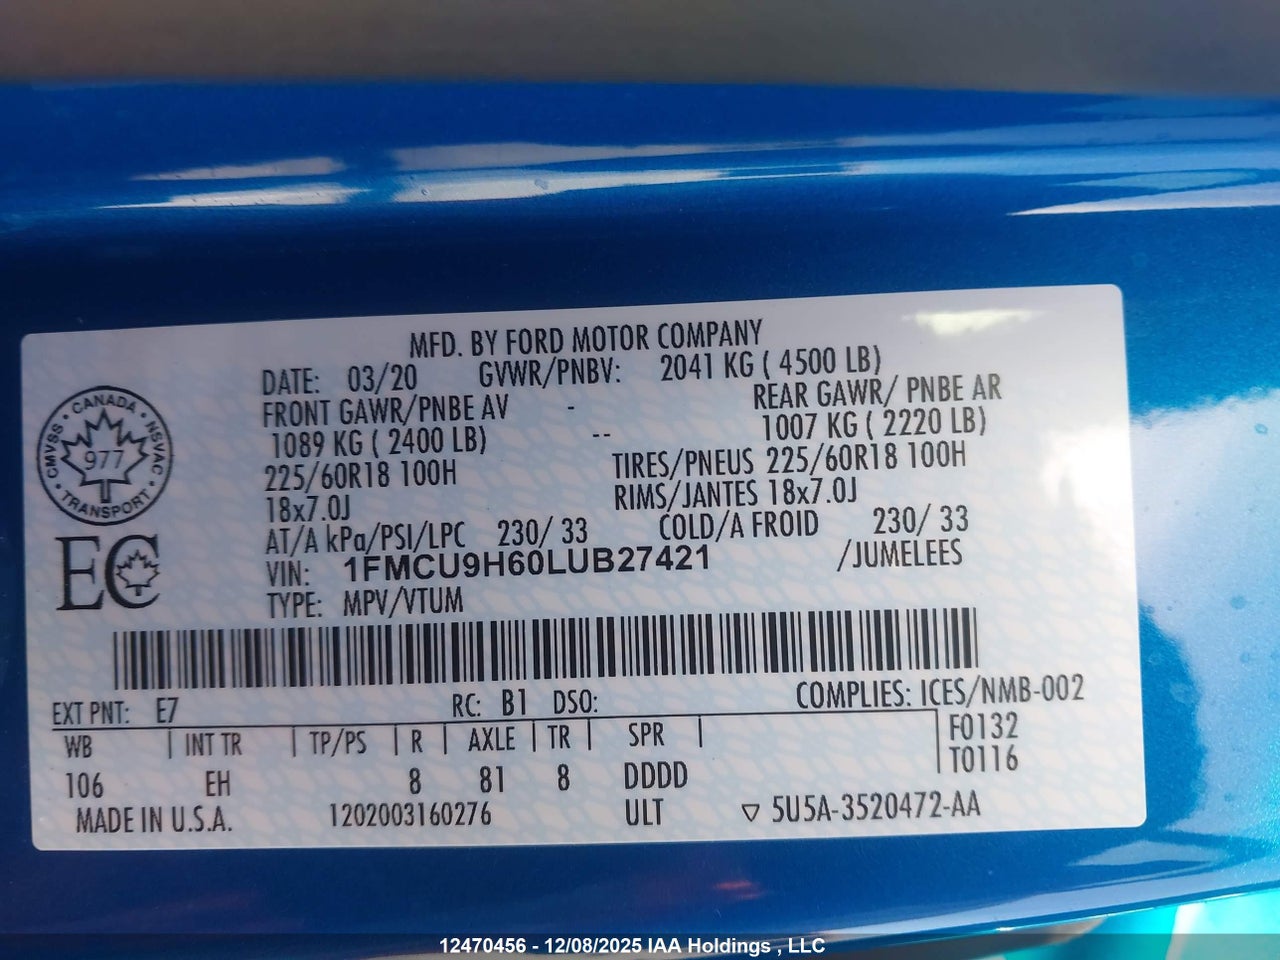 MFD. BY FORD MOTOR COMPANY
DATE: 03/20 GVWR/PNBV: 2041 KG ( 4500 LB)
FRONT GAWR/PNBE AV - REAR GAWR/ PNBE AR
1089 KG ( 2400 LB) -- 1007 KG ( 2220 LB)
225/60R18 100H TIRES/PNEUS 225/60R18 100H
18x7.0J RIMS/JANTES 18x7.0J
AT/A kPa/PSI/LPC 230/ 33 COLD/A FROID 230/ 33
VIN: 1FMCU9H60LUB27421 /JUMELEES
TYPE: MPV/VTUM
CANADA
CMVSS · NSVAC
977
TRANSPORT
EC
EXT PNT: E7 RC: B1 DSO: COMPLIES: ICES/NMB-002
WB | INT TR | TP/PS | R | AXLE | TR | SPR | F0132
106 EH 8 81 8 DDDD T0116
MADE IN U.S.A. 1202003160276 ULT ▽ 5U5A-3520472-AA
12470456 - 12/08/2025 IAA Holdings , LLC